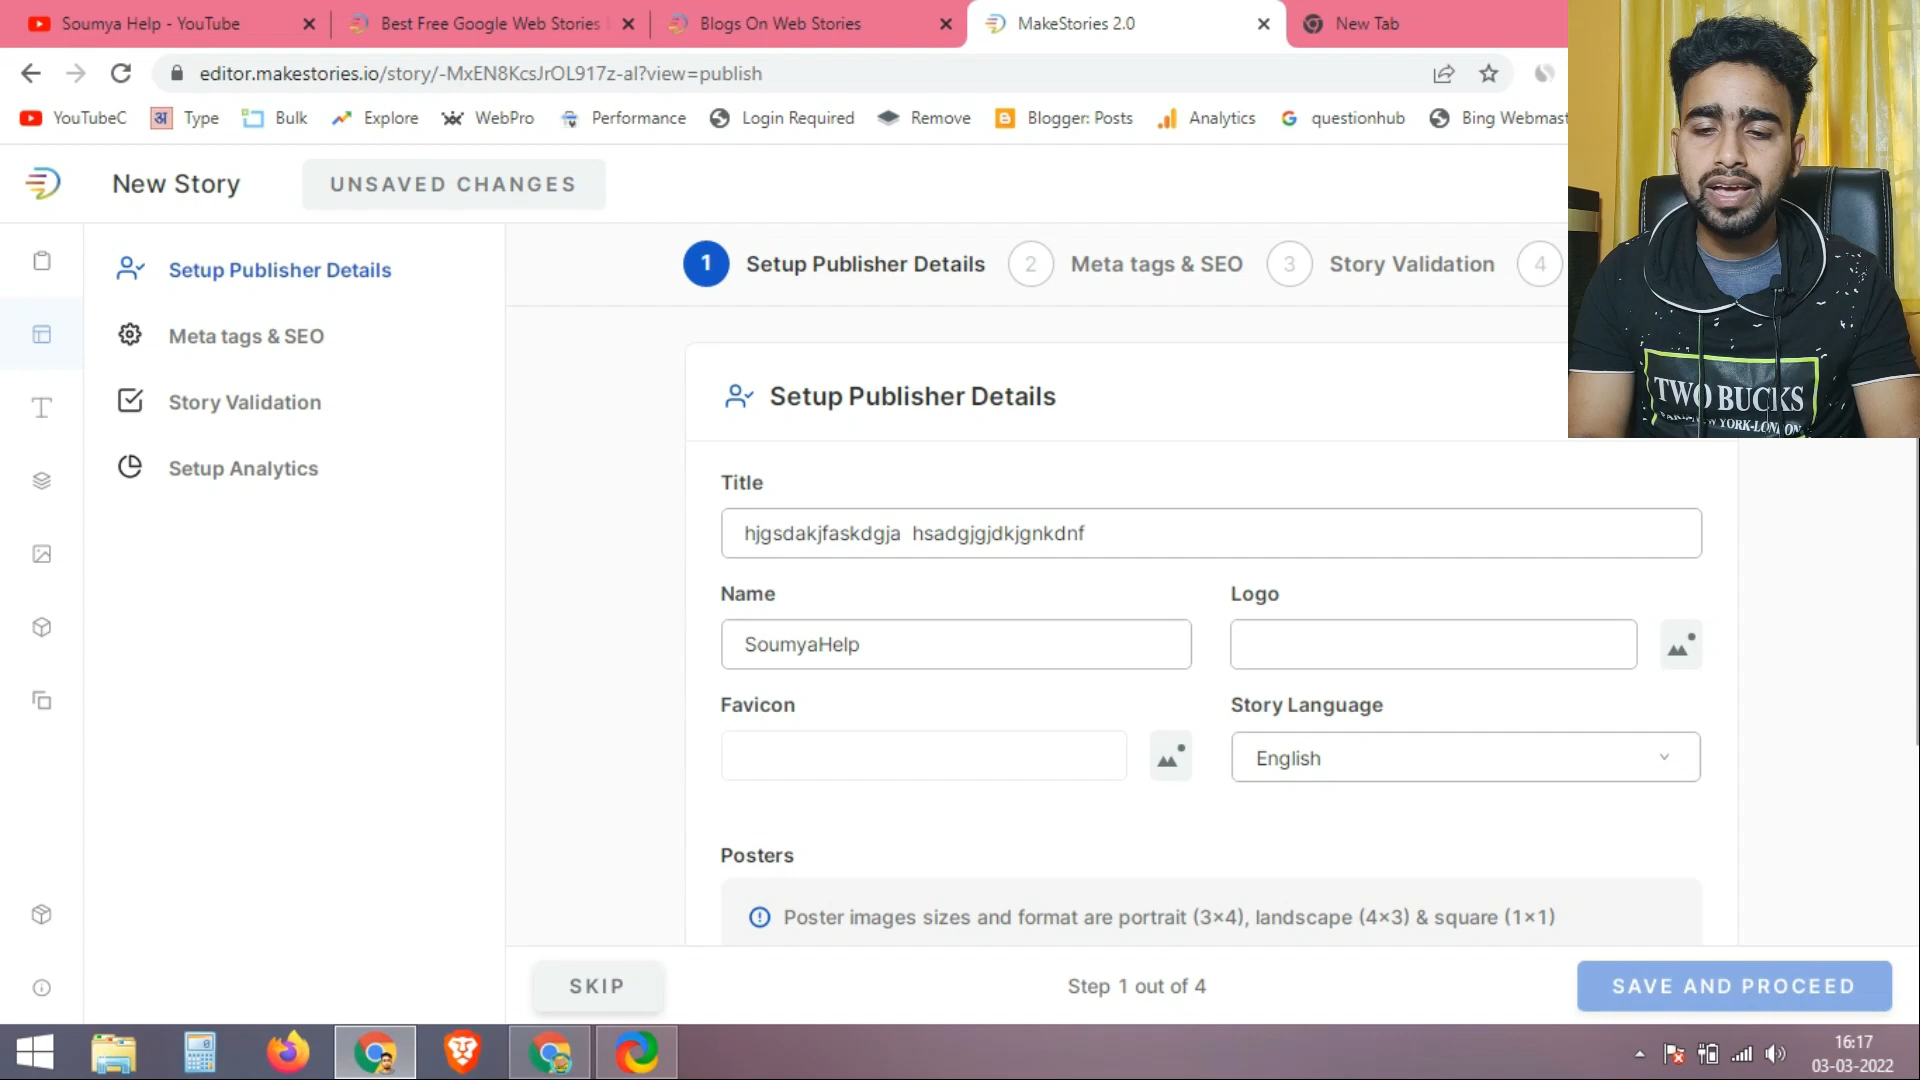 Soumya Help - YouTube
Best Free Google Web Stories
Blogs On Web Stories
MakeStories 2.0
New Tab
editor.makestories.io/story/-MxEN8KcsJrOL917z-al?view=publish
YouTubeC
अ Type
Bulk
Explore
WebPro
Performance
Login Required
Remove
Blogger: Posts
Analytics
questionhub
Bing Webmast
New Story
UNSAVED CHANGES
Setup Publisher Details
Meta tags & SEO
Story Validation
Setup Analytics
1 Setup Publisher Details
2 Meta tags & SEO
3 Story Validation
4
Setup Publisher Details
Title
hjgsdakjfaskdgja hsadgjgjdkjgnkdnf
Name
Logo
SoumyaHelp
Favicon
Story Language
English
Posters
Poster images sizes and format are portrait (3×4), landscape (4×3) & square (1×1)
SKIP
Step 1 out of 4
SAVE AND PROCEED
16:17
03-03-2022
TWO BUCKS
YORK-LONDON